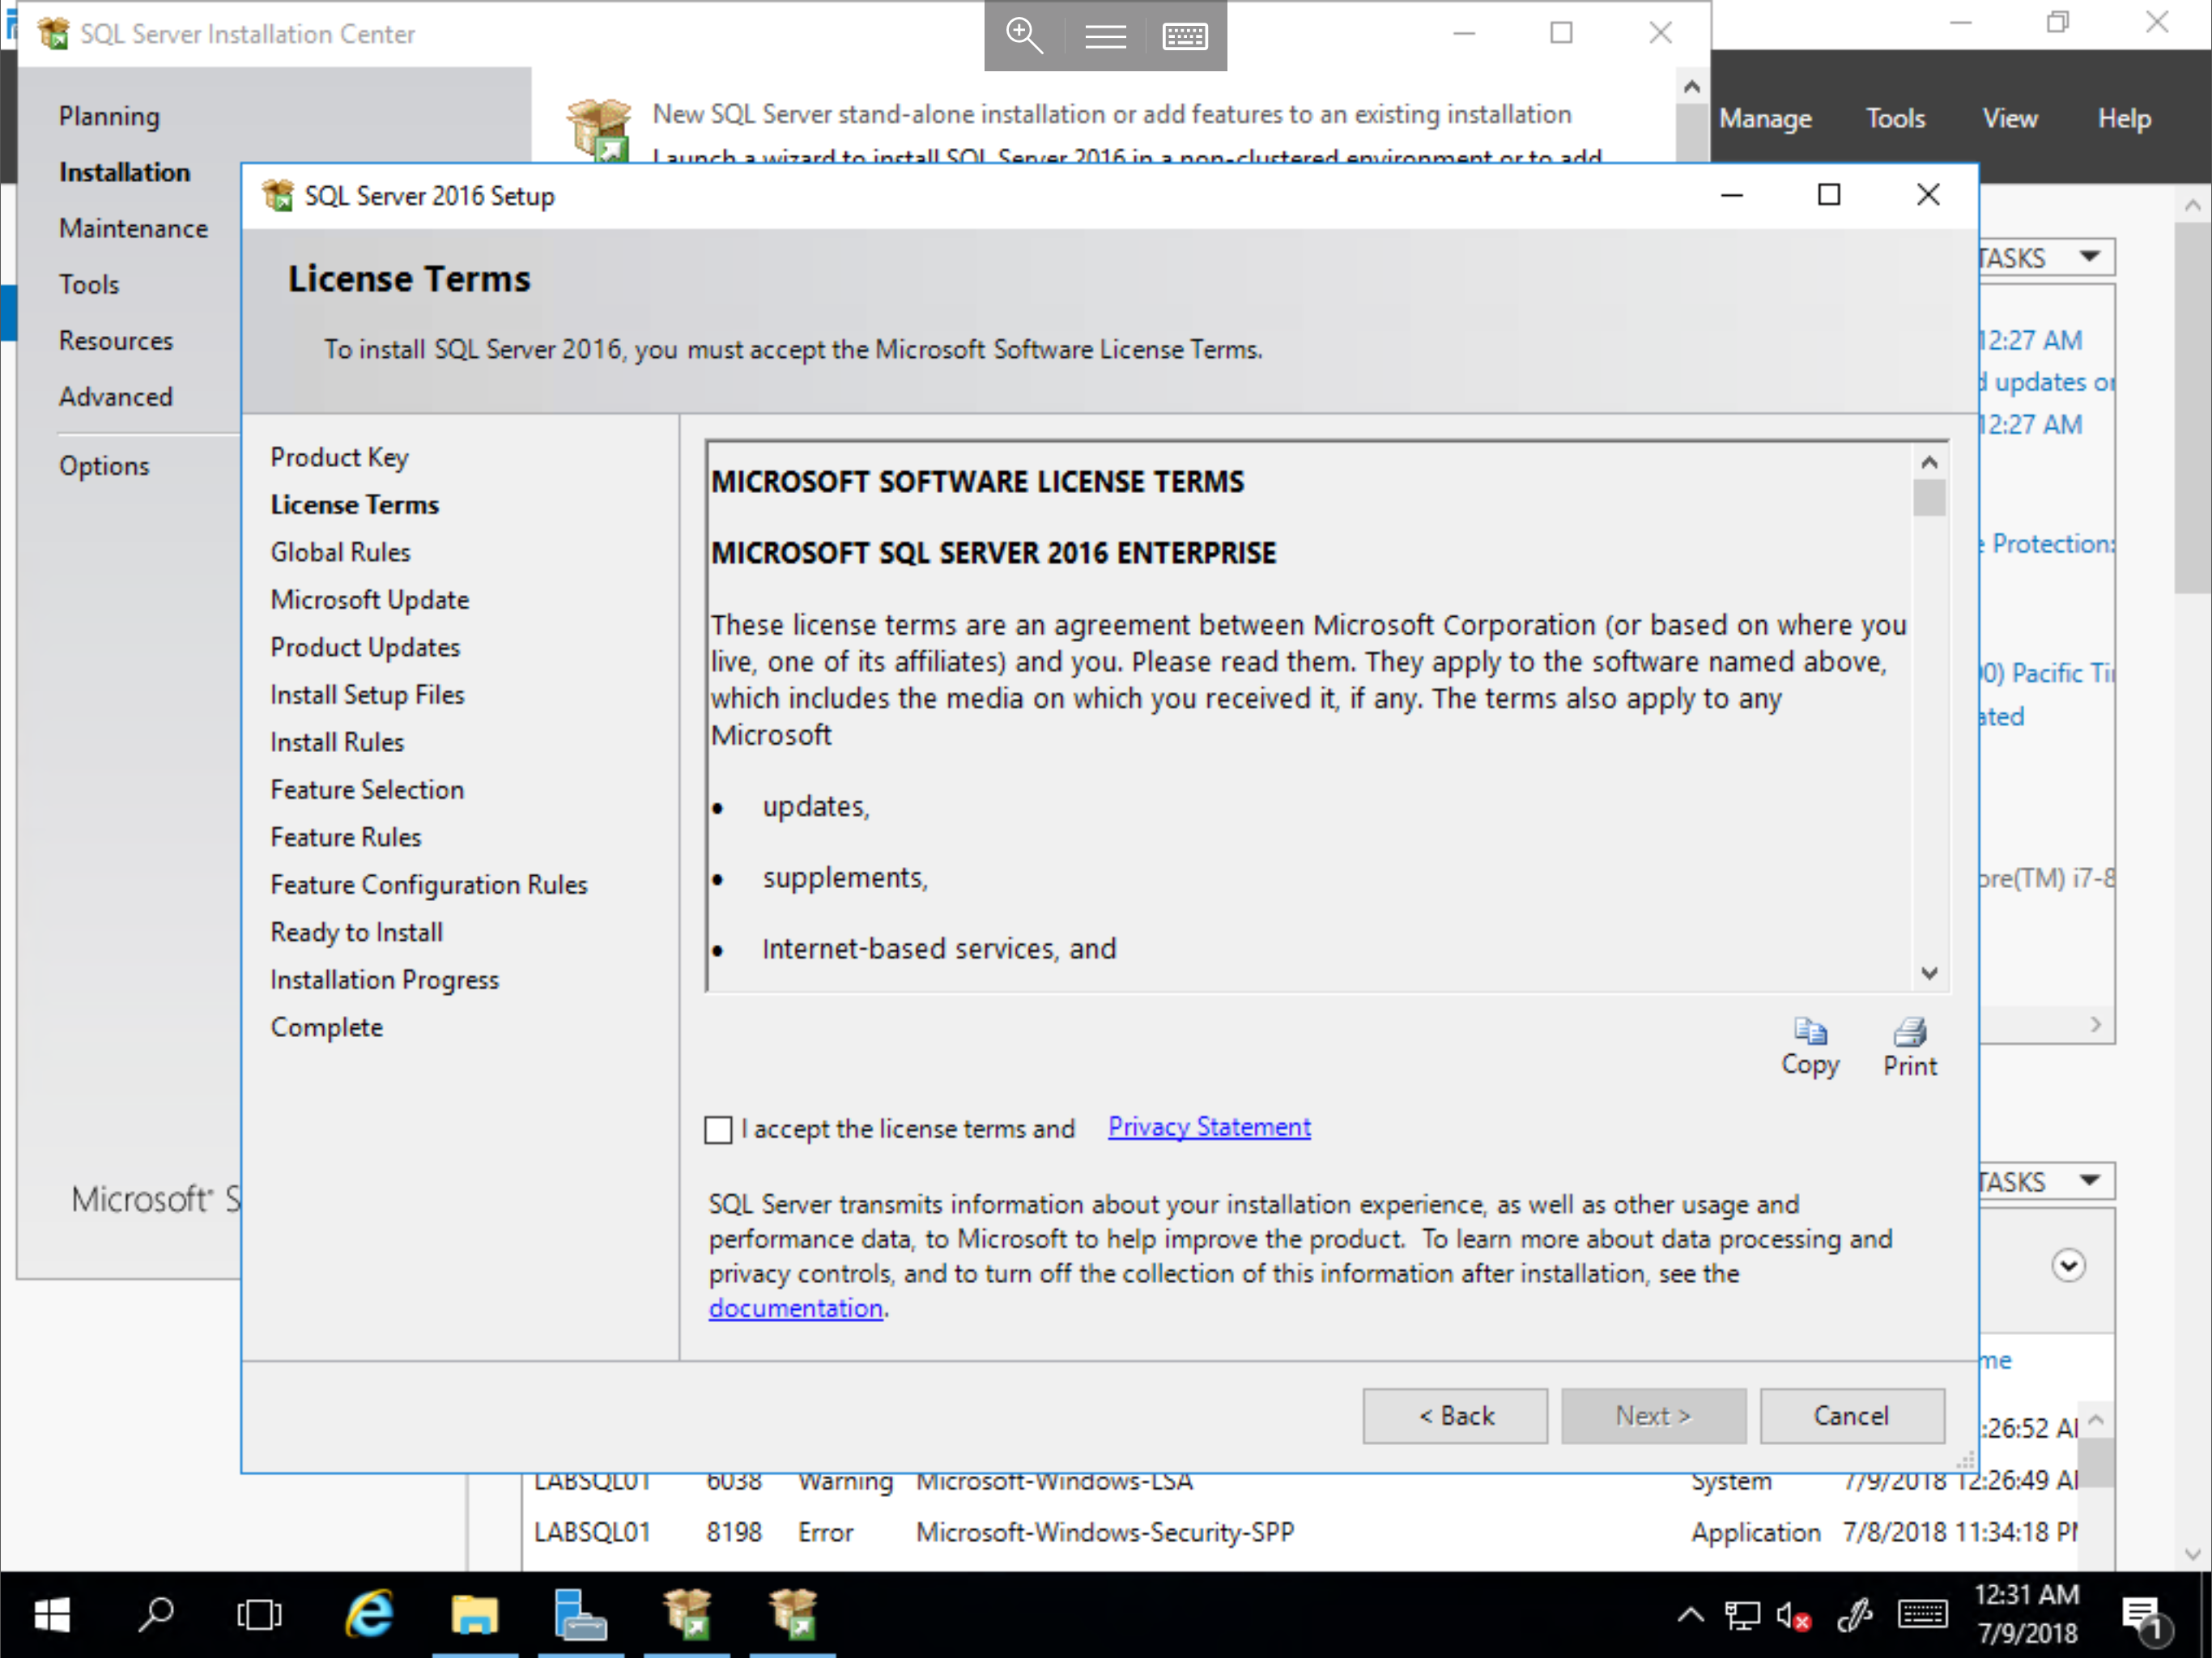 SQL Server Installation Center
Planning
Installation
Maintenance
Tools
Resources
Advanced
Options
Microsoft® S
New SQL Server stand-alone installation or add features to an existing installation
Launch a wizard to install SQL Server 2016 in a non-clustered environment or to add
Manage
Tools
View
Help
SQL Server 2016 Setup
License Terms
To install SQL Server 2016, you must accept the Microsoft Software License Terms.
Product Key
License Terms
Global Rules
Microsoft Update
Product Updates
Install Setup Files
Install Rules
Feature Selection
Feature Rules
Feature Configuration Rules
Ready to Install
Installation Progress
Complete
MICROSOFT SOFTWARE LICENSE TERMS
MICROSOFT SQL SERVER 2016 ENTERPRISE
These license terms are an agreement between Microsoft Corporation (or based on where you
live, one of its affiliates) and you. Please read them. They apply to the software named above,
which includes the media on which you received it, if any. The terms also apply to any
Microsoft
• updates,
• supplements,
• Internet-based services, and
Copy
Print
I accept the license terms and Privacy Statement
SQL Server transmits information about your installation experience, as well as other usage and
performance data, to Microsoft to help improve the product. To learn more about data processing and
privacy controls, and to turn off the collection of this information after installation, see the
documentation.
< Back
Next >
Cancel
TASKS
12:27 AM
d updates or
12:27 AM
Protection:
00) Pacific Ti
ated
ore(TM) i7-8
TASKS
me
:26:52 A
LABSQL01 6038 Warning Microsoft-Windows-LSA System 7/9/2018 12:26:49 A
LABSQL01 8198 Error Microsoft-Windows-Security-SPP Application 7/8/2018 11:34:18 P
12:31 AM
7/9/2018
1